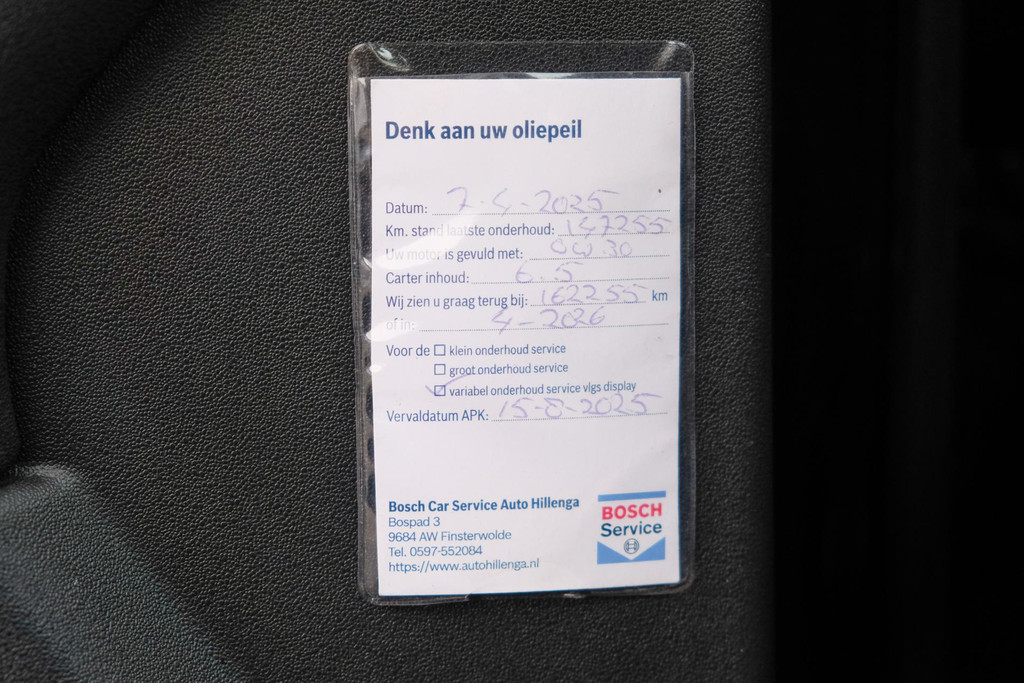 Denk aan uw oliepeil
Datum: 7-4-2025
Km. stand laatste onderhoud: 147255
Uw motor is gevuld met: 0W30
Carter inhoud: 6.5
Wij zien u graag terug bij: 162255 km
of in: 4-2026
Voor de ☐ klein onderhoud service
☐ groot onderhoud service
☑ variabel onderhoud service vlgs display
Vervaldatum APK: 15-8-2025
Bosch Car Service Auto Hillenga
Bospad 3
9684 AW Finsterwolde
Tel. 0597-552084
https://www.autohillenga.nl
BOSCH
Service